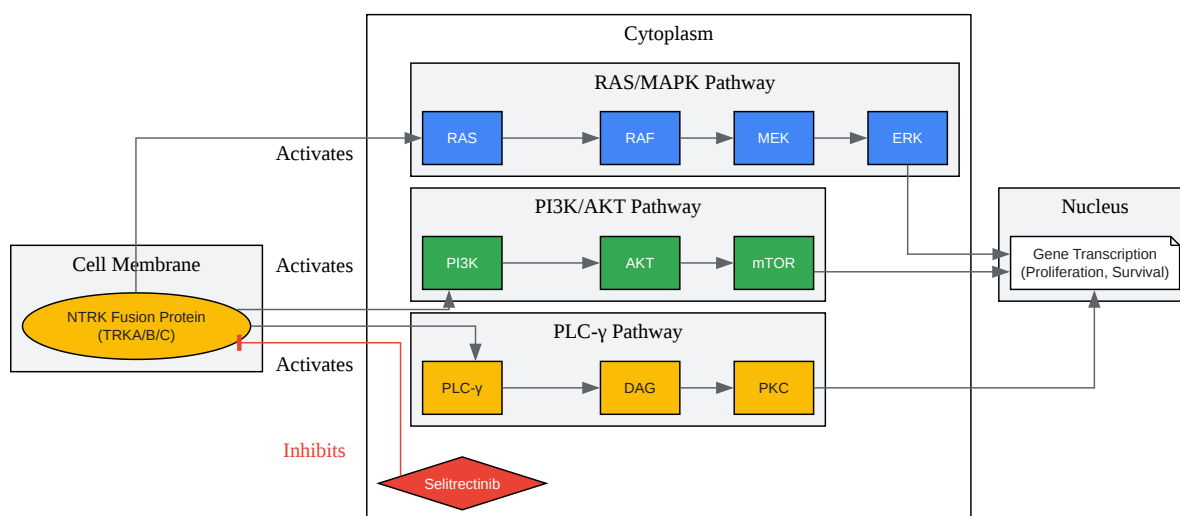 Cytoplasm
RAS/MAPK Pathway
RAS
RAF
MEK
ERK
Activates
PI3K/AKT Pathway
PI3K
AKT
mTOR
Activates
Nucleus
Gene Transcription
(Proliferation, Survival)
Cell Membrane
NTRK Fusion Protein
(TRKA/B/C)
PLC-γ Pathway
Activates
PLC-γ
DAG
PKC
Inhibits
Selitrectinib